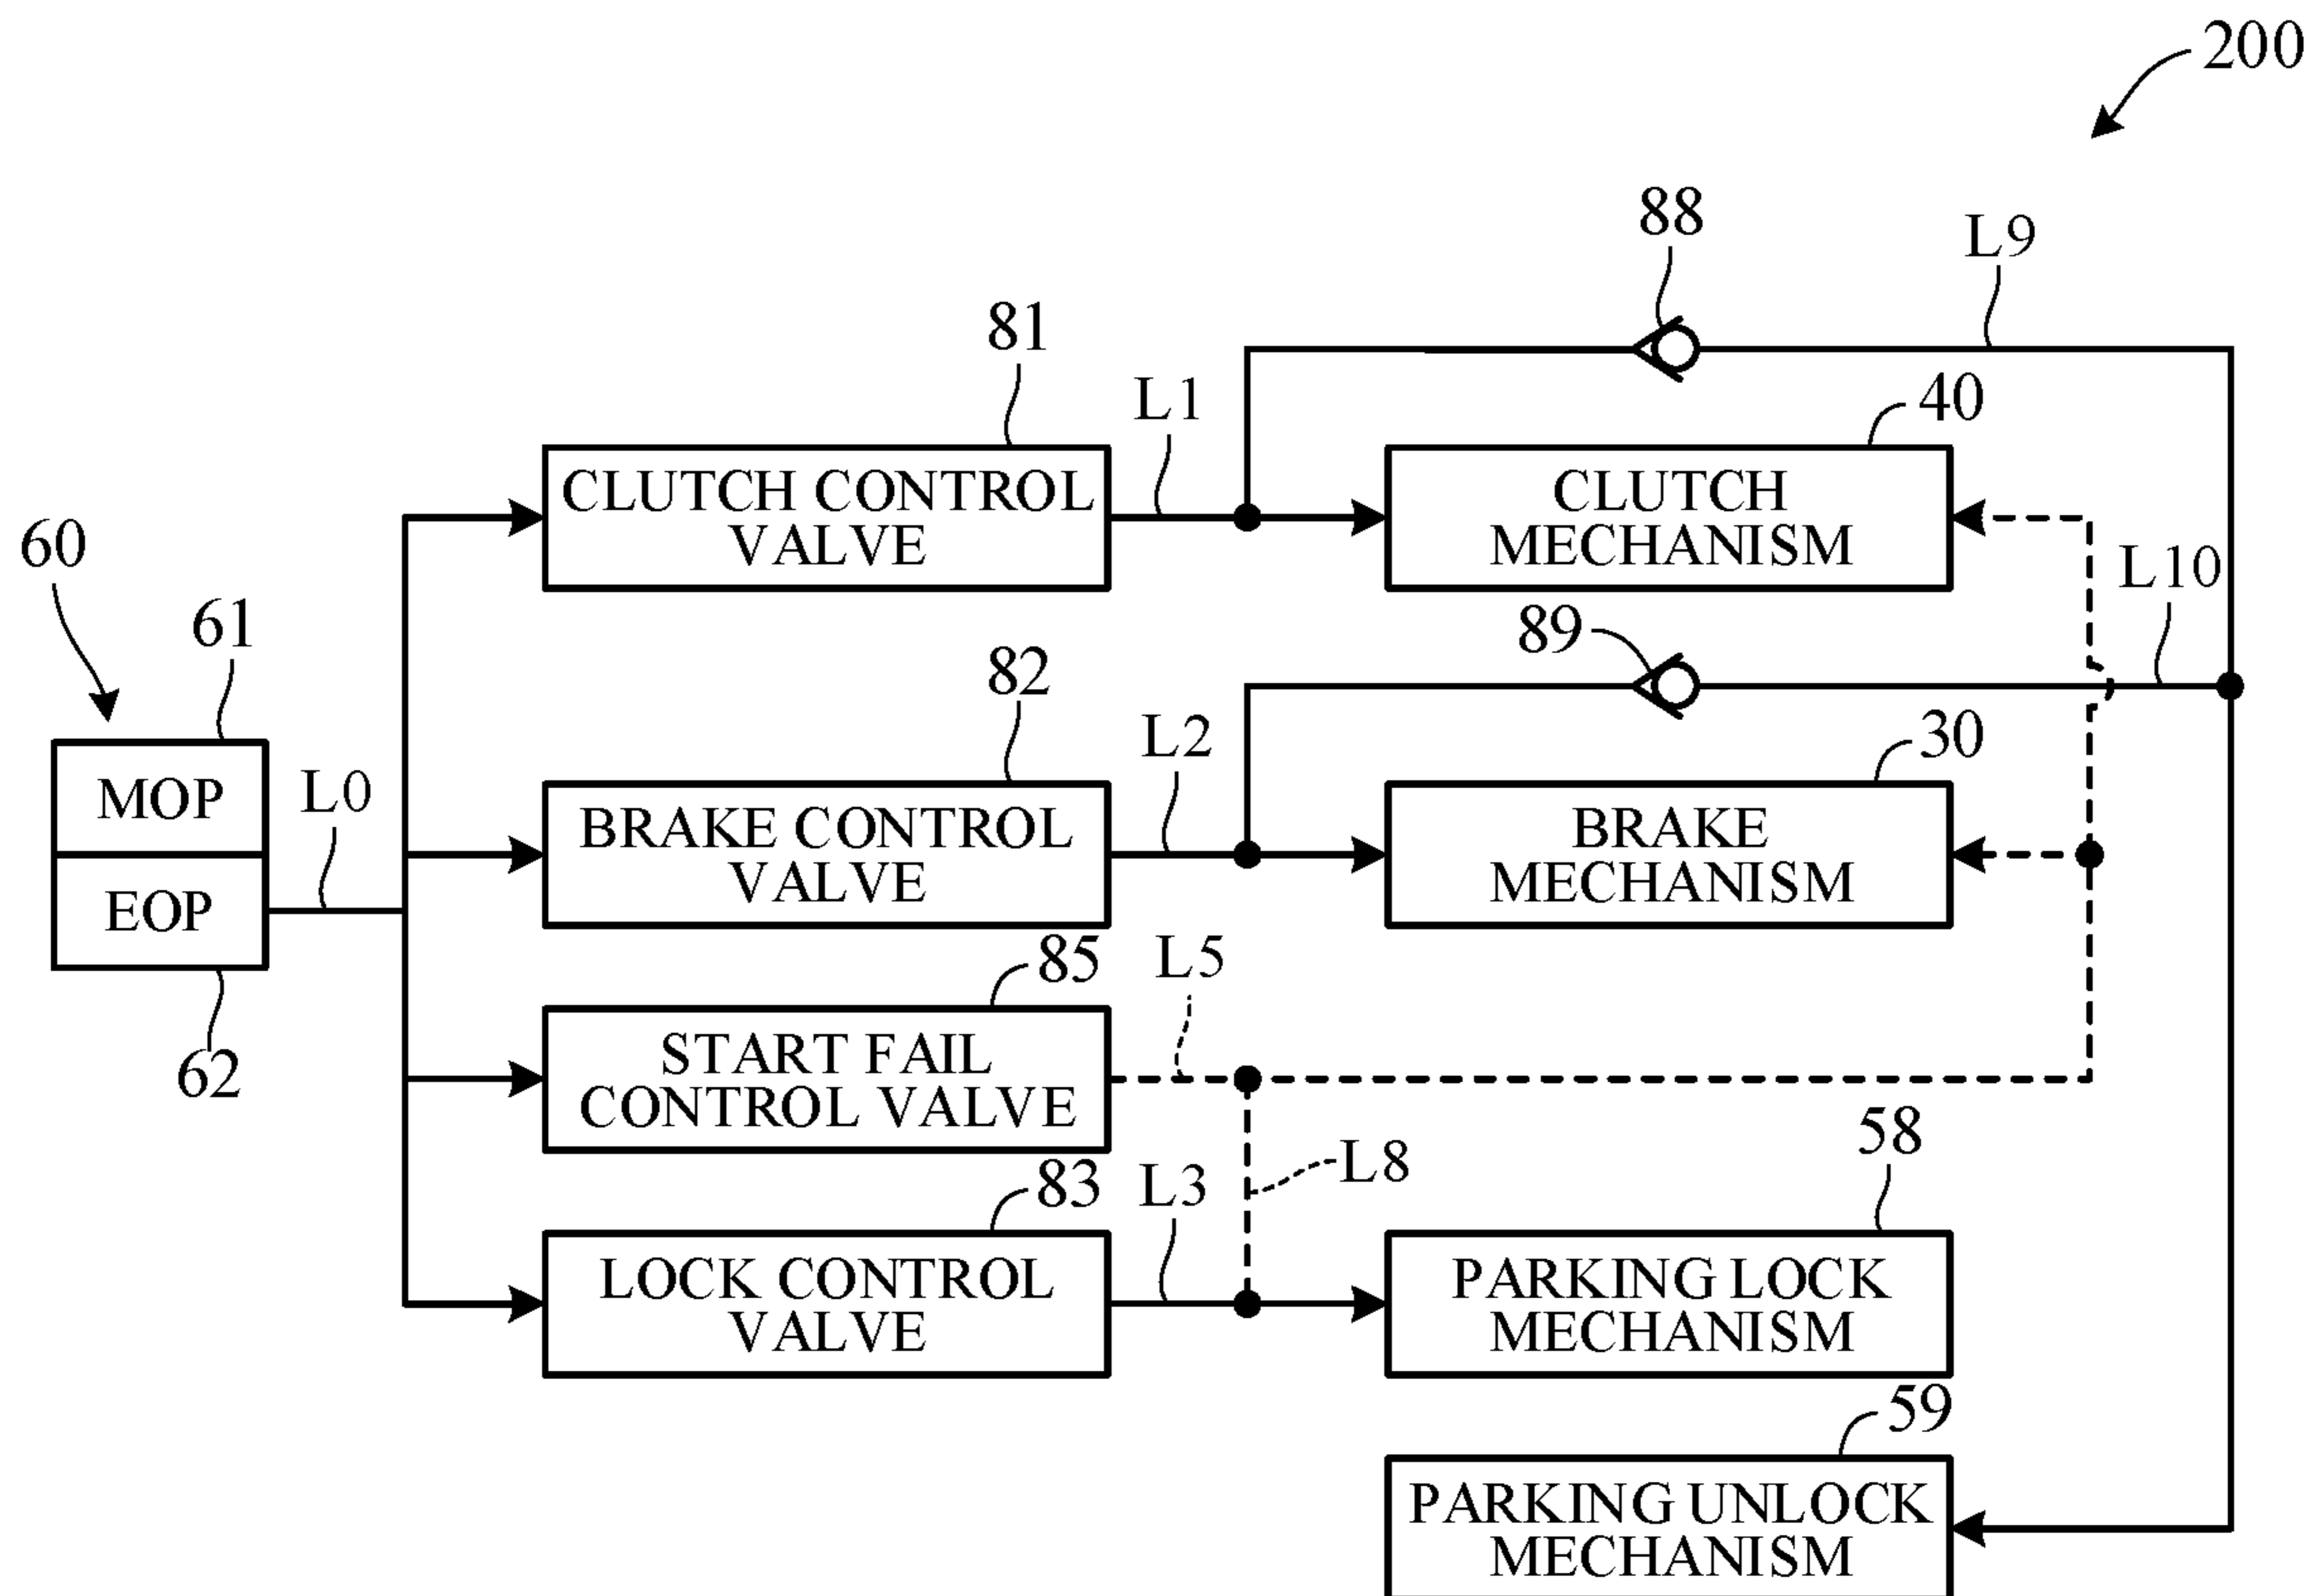 200
88
L9
81
L1
40
CLUTCH CONTROL
VALVE
CLUTCH
MECHANISM
60
L10
61
89
82
L2
30
MOP
L0
BRAKE CONTROL
VALVE
BRAKE
MECHANISM
EOP
85
L5
62
START FAIL
CONTROL VALVE
58
83
L3
L8
LOCK CONTROL
VALVE
PARKING LOCK
MECHANISM
59
PARKING UNLOCK
MECHANISM